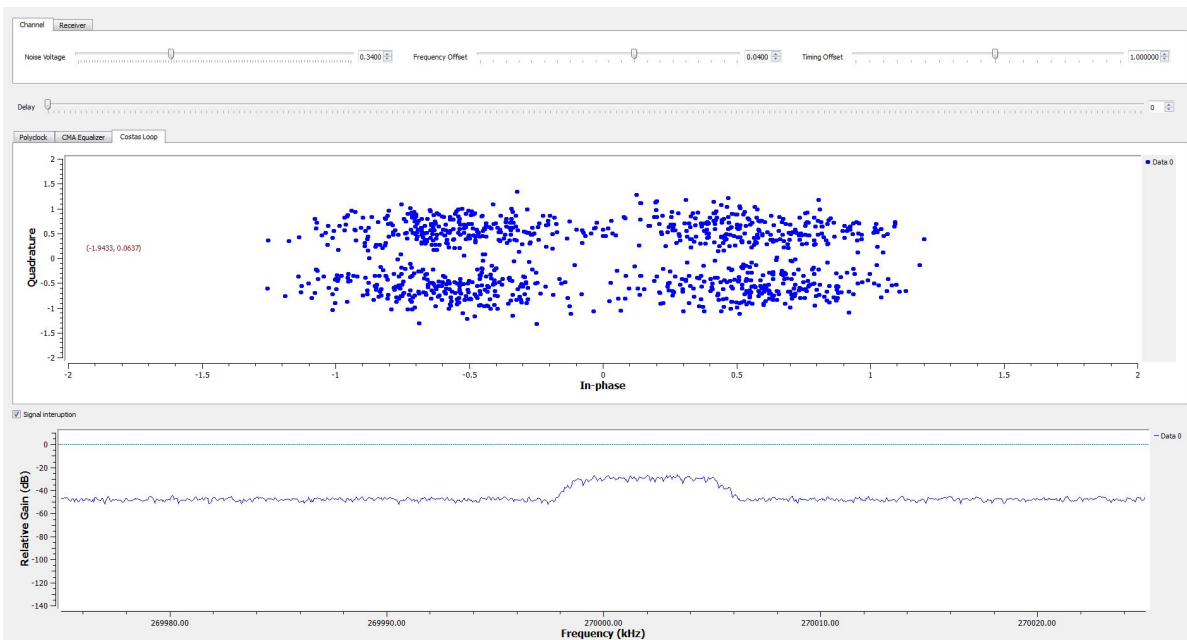 Channel Receiver
Noise Voltage 0.3400 Frequency Offset 0.0400 Timing Offset 1.000000
Delay 0
Polyclock CMA Equalizer Costas Loop
2
1.5
1
0.5
0
-0.5
-1
-1.5
-2
Quadrature
(-1.9433, 0.0637)
Data 0
-2 -1.5 -1 -0.5 0 0.5 1 1.5 2
In-phase
Signal interuption
0
-20
-40
-60
-80
-100
-120
-140
Relative Gain (dB)
Data 0
269980.00 269990.00 270000.00 270010.00 270020.00
Frequency (kHz)